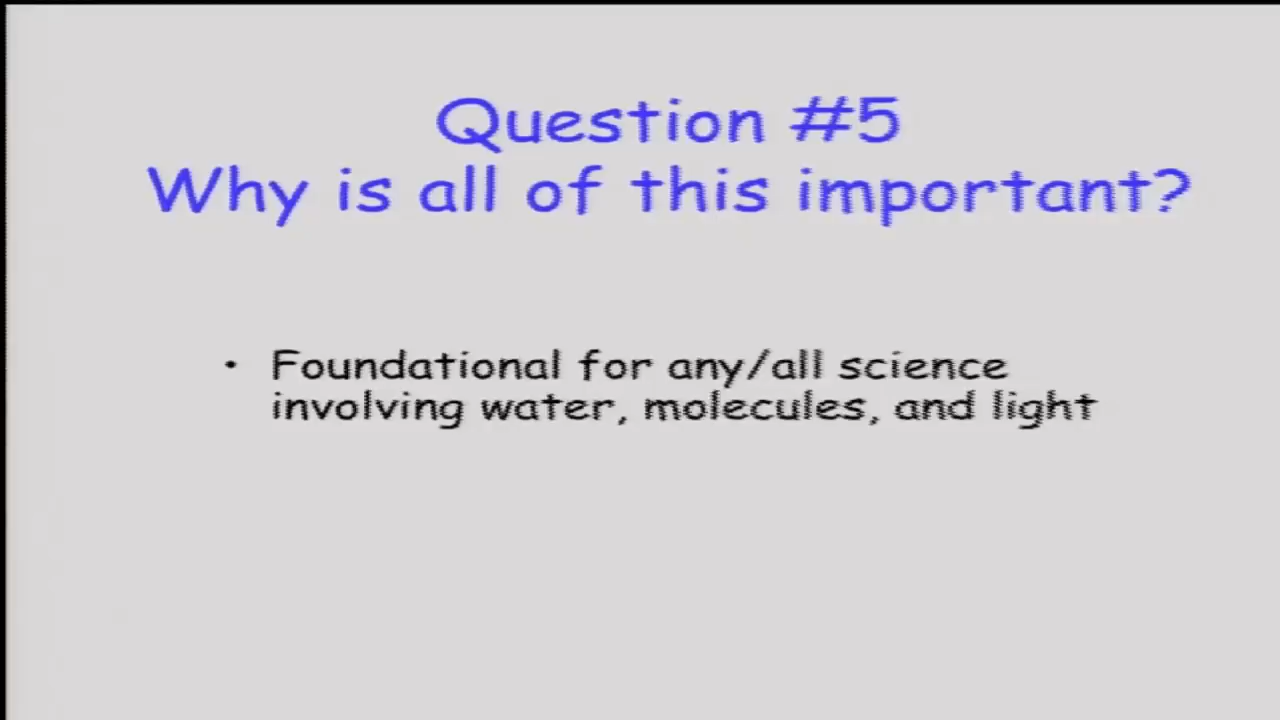 Question #5
Why is all of this important?
• Foundational for any/all science
involving water, molecules, and light